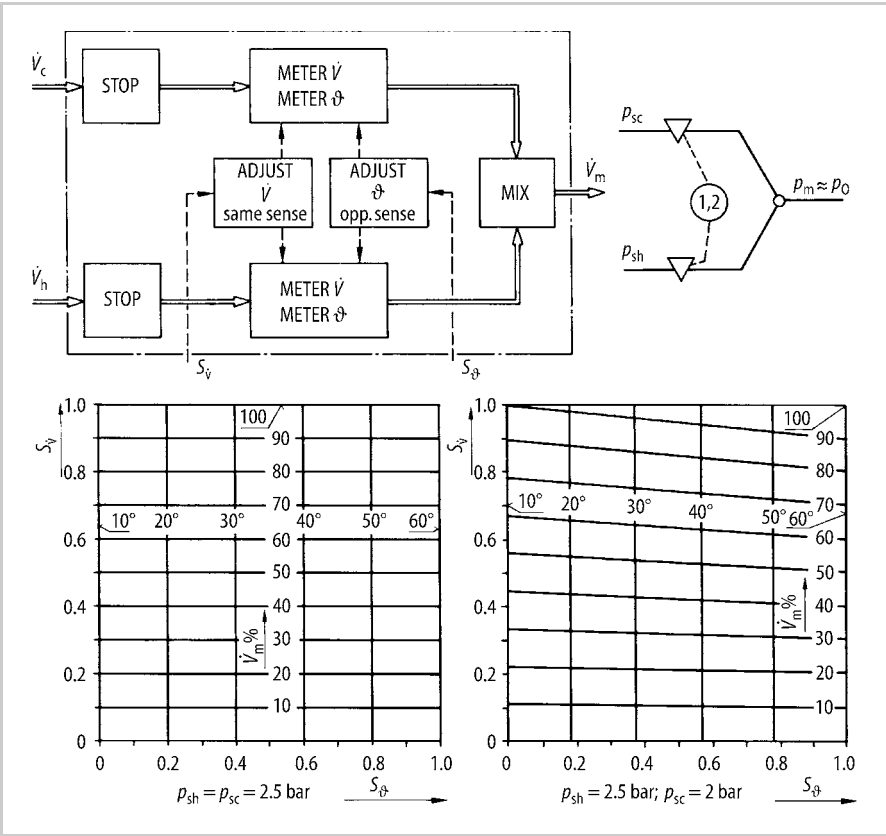 V̇c
STOP
METER V̇
METER ϑ
ADJUST
V̇
same sense
ADJUST
ϑ
opp. sense
MIX
V̇m
V̇h
STOP
METER V̇
METER ϑ
Sv̇
Sϑ
psc
1,2
pm ≈ p0
psh
Sv̇
1.0
0.8
0.6
0.4
0.2
0
100
90
80
70
10° 20° 30° 40° 50° 60°
60
50
40
30
20
10
V̇m%
0 0.2 0.4 0.6 0.8 1.0
psh = psc = 2.5 bar
Sϑ
Sv̇
1.0
0.8
0.6
0.4
0.2
0
100
90
80
70
10° 20° 30° 40° 50° 60°
60
50
40
30
20
10
V̇m%
0 0.2 0.4 0.6 0.8 1.0
psh = 2.5 bar; psc = 2 bar
Sϑ